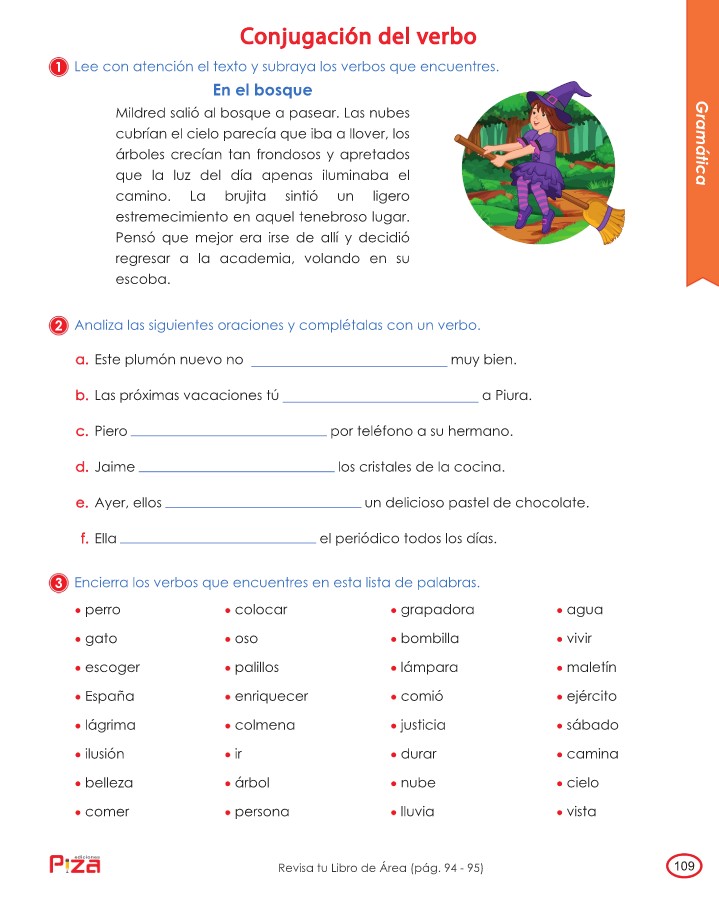 Conjugación del verbo
1 Lee con atención el texto y subraya los verbos que encuentres.
En el bosque
Mildred salió al bosque a pasear. Las nubes
cubrían el cielo parecía que iba a llover, los
árboles crecían tan frondosos y apretados
que la luz del día apenas iluminaba el
camino. La brujita sintió un ligero
estremecimiento en aquel tenebroso lugar.
Pensó que mejor era irse de allí y decidió
regresar a la academia, volando en su
escoba.
Gramática
2 Analiza las siguientes oraciones y complétalas con un verbo.
a. Este plumón nuevo no ____ muy bien.
b. Las próximas vacaciones tú ____ a Piura.
c. Piero ____ por teléfono a su hermano.
d. Jaime ____ los cristales de la cocina.
e. Ayer, ellos ____ un delicioso pastel de chocolate.
f. Ella ____ el periódico todos los días.
3 Encierra los verbos que encuentres en esta lista de palabras.
• perro • colocar • grapadora • agua
• gato • oso • bombilla • vivir
• escoger • palillos • lámpara • maletín
• España • enriquecer • comió • ejército
• lágrima • colmena • justicia • sábado
• ilusión • ir • durar • camina
• belleza • árbol • nube • cielo
• comer • persona • lluvia • vista
ediciones
Piza
Revisa tu Libro de Área (pág. 94 - 95)
109